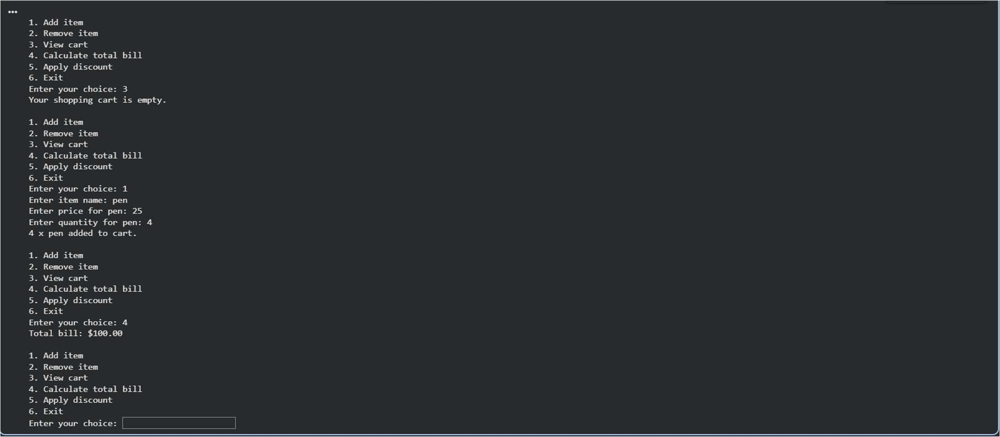 1. Add item
2. Remove item
3. View cart
4. Calculate total bill
5. Apply discount
6. Exit
Enter your choice: 3
Your shopping cart is empty.
1. Add item
2. Remove item
3. View cart
4. Calculate total bill
5. Apply discount
6. Exit
Enter your choice: 1
Enter item name: pen
Enter price for pen: 25
Enter quantity for pen: 4
4 x pen added to cart.
1. Add item
2. Remove item
3. View cart
4. Calculate total bill
5. Apply discount
6. Exit
Enter your choice: 4
Total bill: $100.00
1. Add item
2. Remove item
3. View cart
4. Calculate total bill
5. Apply discount
6. Exit
Enter your choice: